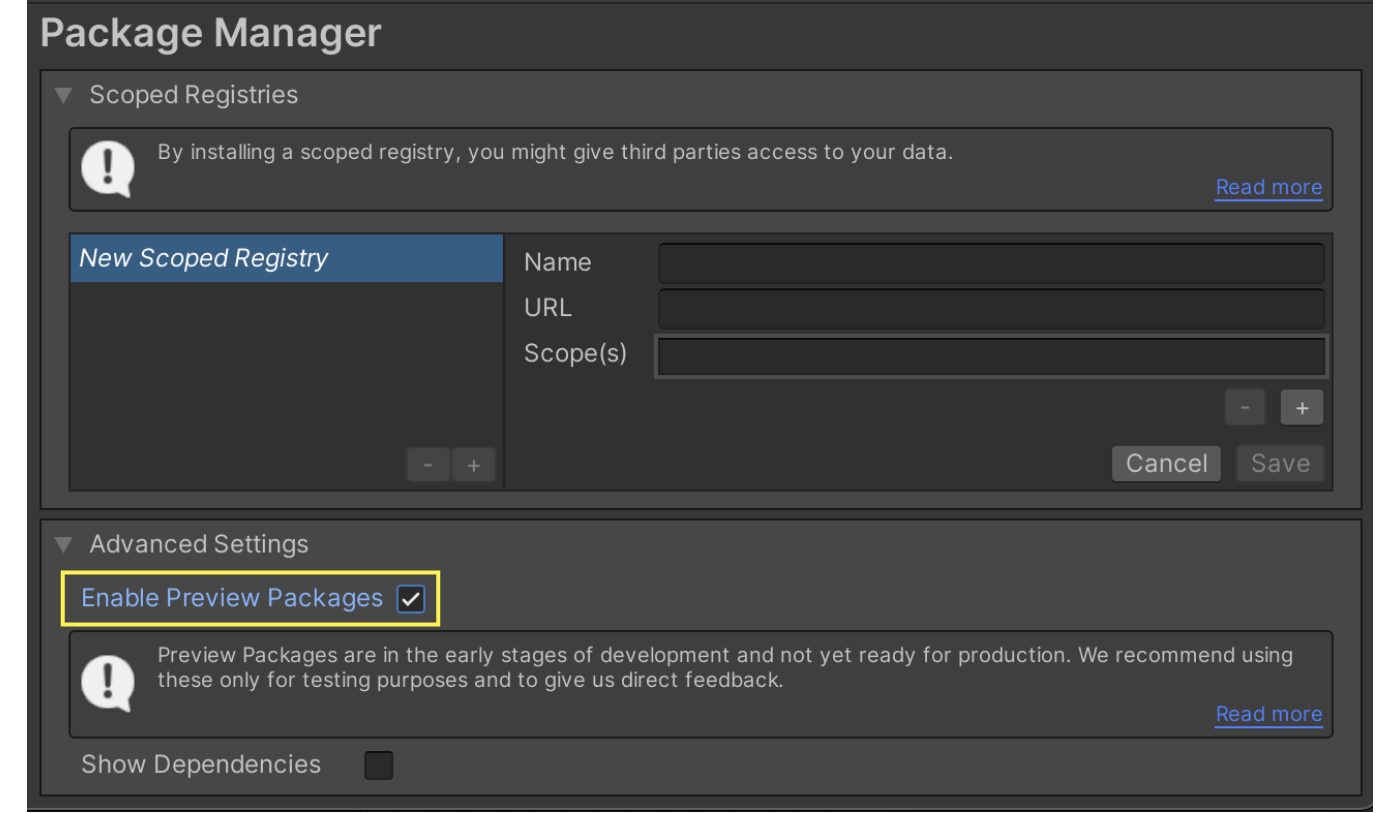 Package Manager
Scoped Registries
By installing a scoped registry, you might give third parties access to your data.
Read more
New Scoped Registry
Name
URL
Scope(s)
- +
- +
Cancel Save
Advanced Settings
Enable Preview Packages
Preview Packages are in the early stages of development and not yet ready for production. We recommend using
these only for testing purposes and to give us direct feedback.
Read more
Show Dependencies